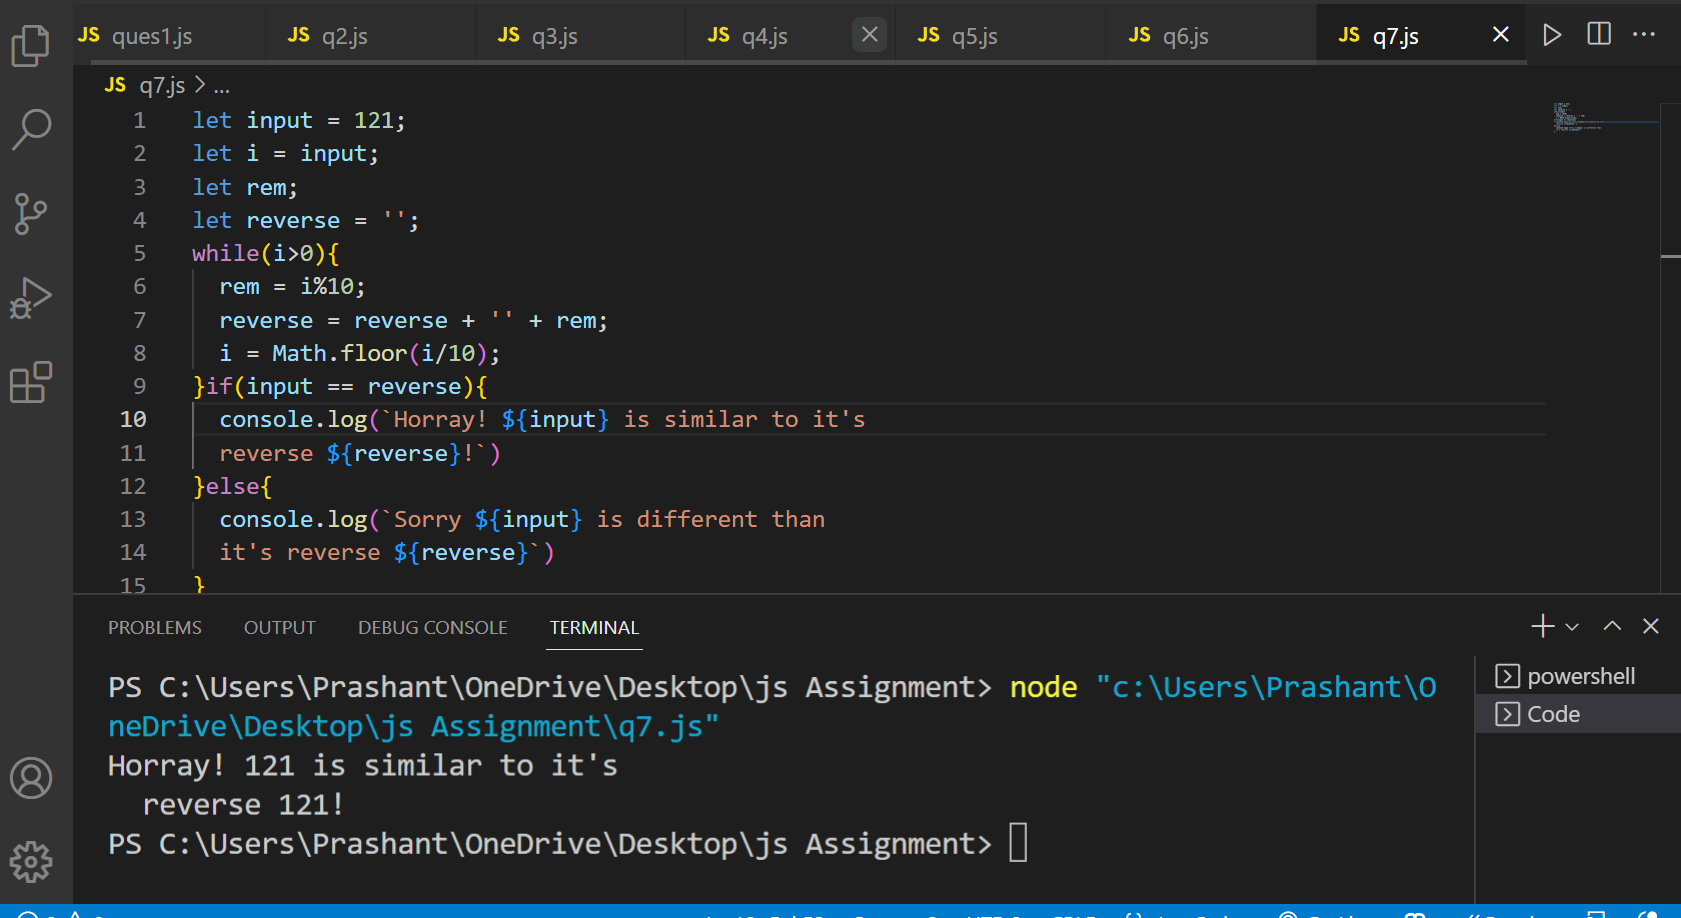 JS ques1.js JS q2.js JS q3.js JS q4.js JS q5.js JS q6.js JS q7.js
JS q7.js > ...
1 let input = 121;
2 let i = input;
3 let rem;
4 let reverse = '';
5 while(i>0){
6 rem = i%10;
7 reverse = reverse + '' + rem;
8 i = Math.floor(i/10);
9 }if(input == reverse){
10 console.log(`Horray! ${input} is similar to it's
11 reverse ${reverse}!`)
12 }else{
13 console.log(`Sorry ${input} is different than
14 it's reverse ${reverse}`)
15 }
PROBLEMS OUTPUT DEBUG CONSOLE TERMINAL
PS C:\Users\Prashant\OneDrive\Desktop\js Assignment> node "c:\Users\Prashant\O
neDrive\Desktop\js Assignment\q7.js"
Horray! 121 is similar to it's
reverse 121!
PS C:\Users\Prashant\OneDrive\Desktop\js Assignment>
powershell
Code